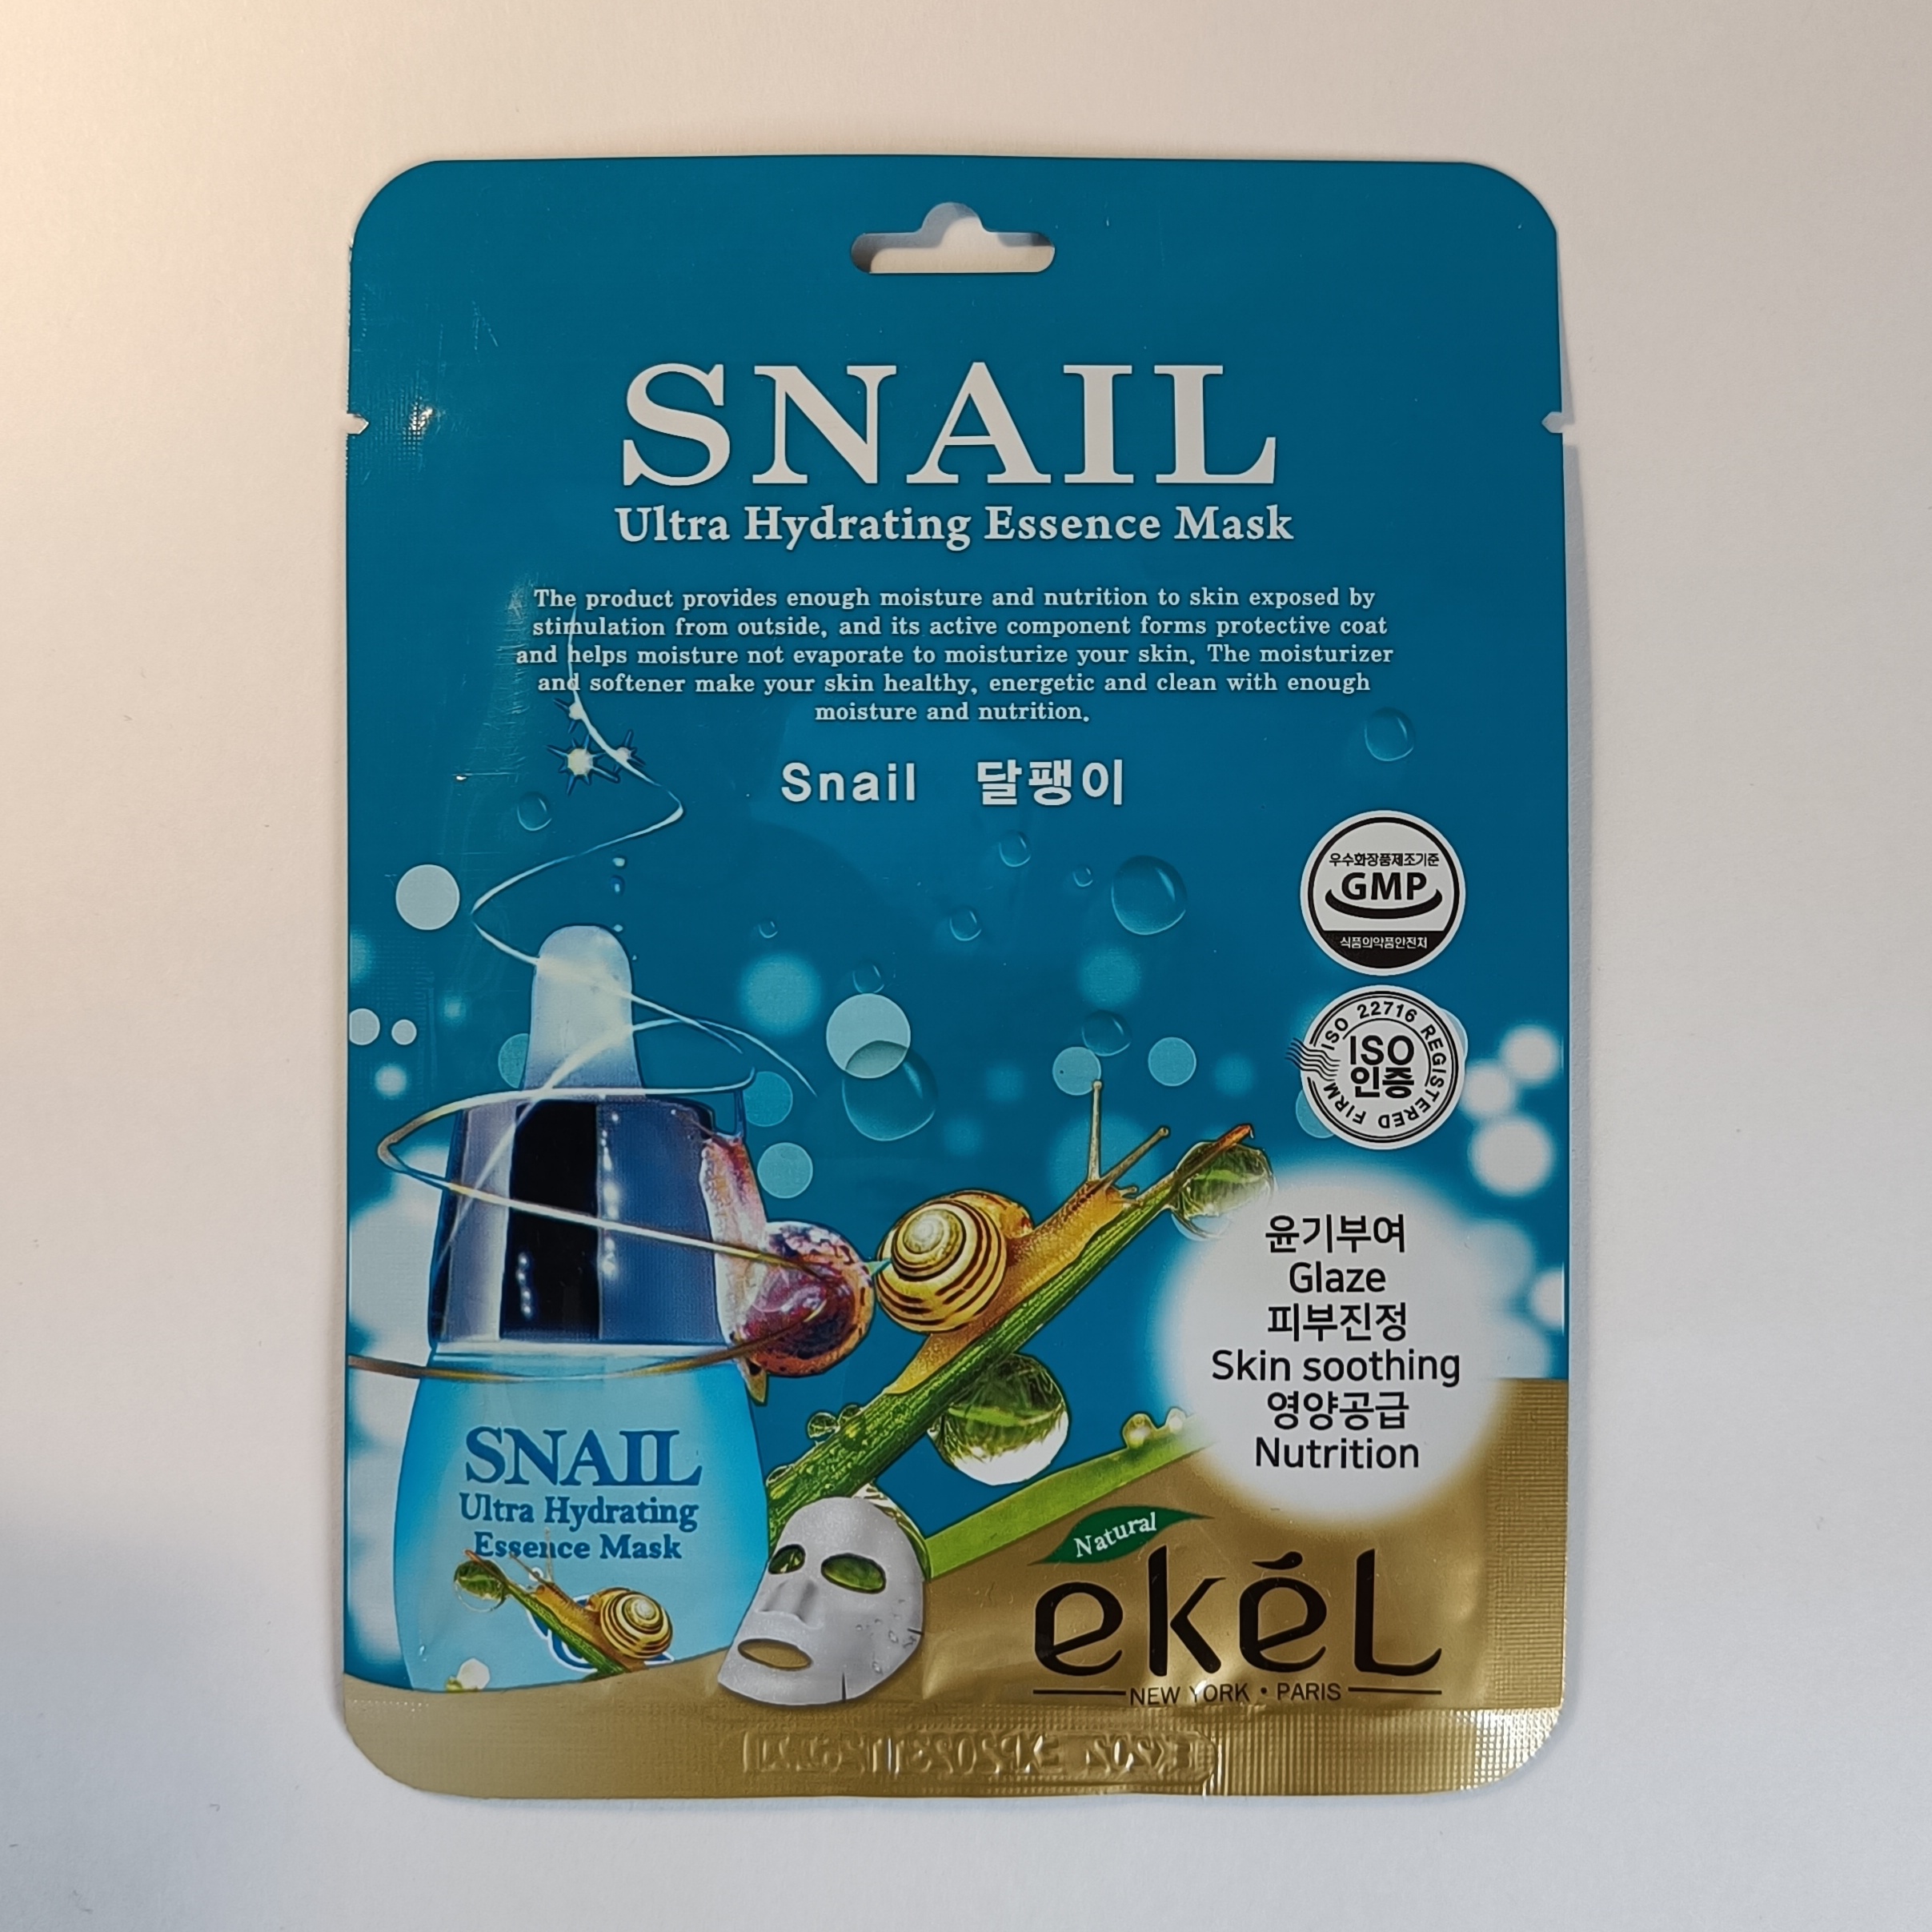 SNAIL
Ultra Hydrating Essence Mask
The product provides enough moisture and nutrition to skin exposed by
stimulation from outside, and its active component forms protective coat
and helps moisture not evaporate to moisturize your skin. The moisturizer
and softener make your skin healthy, energetic and clean with enough
moisture and nutrition.
Snail 달팽이
우수화장품제조기준
GMP
식품의약품안전처
ISO 22716 REGISTERED FIRM
ISO
인증
윤기부여
Glaze
피부진정
Skin soothing
영양공급
Nutrition
SNAIL
Ultra Hydrating
Essence Mask
Natural
ekel
NEW YORK • PARIS